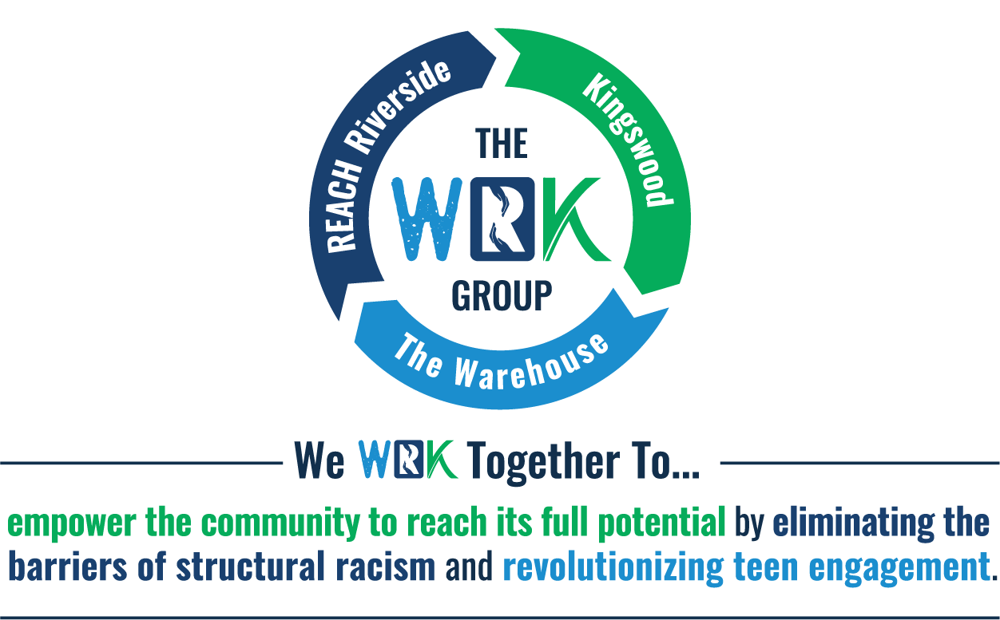 REACH Riverside
Kingswood
THE
WRK
GROUP
The Warehouse
We WRK Together To...
empower the community to reach its full potential by eliminating the
barriers of structural racism and revolutionizing teen engagement.